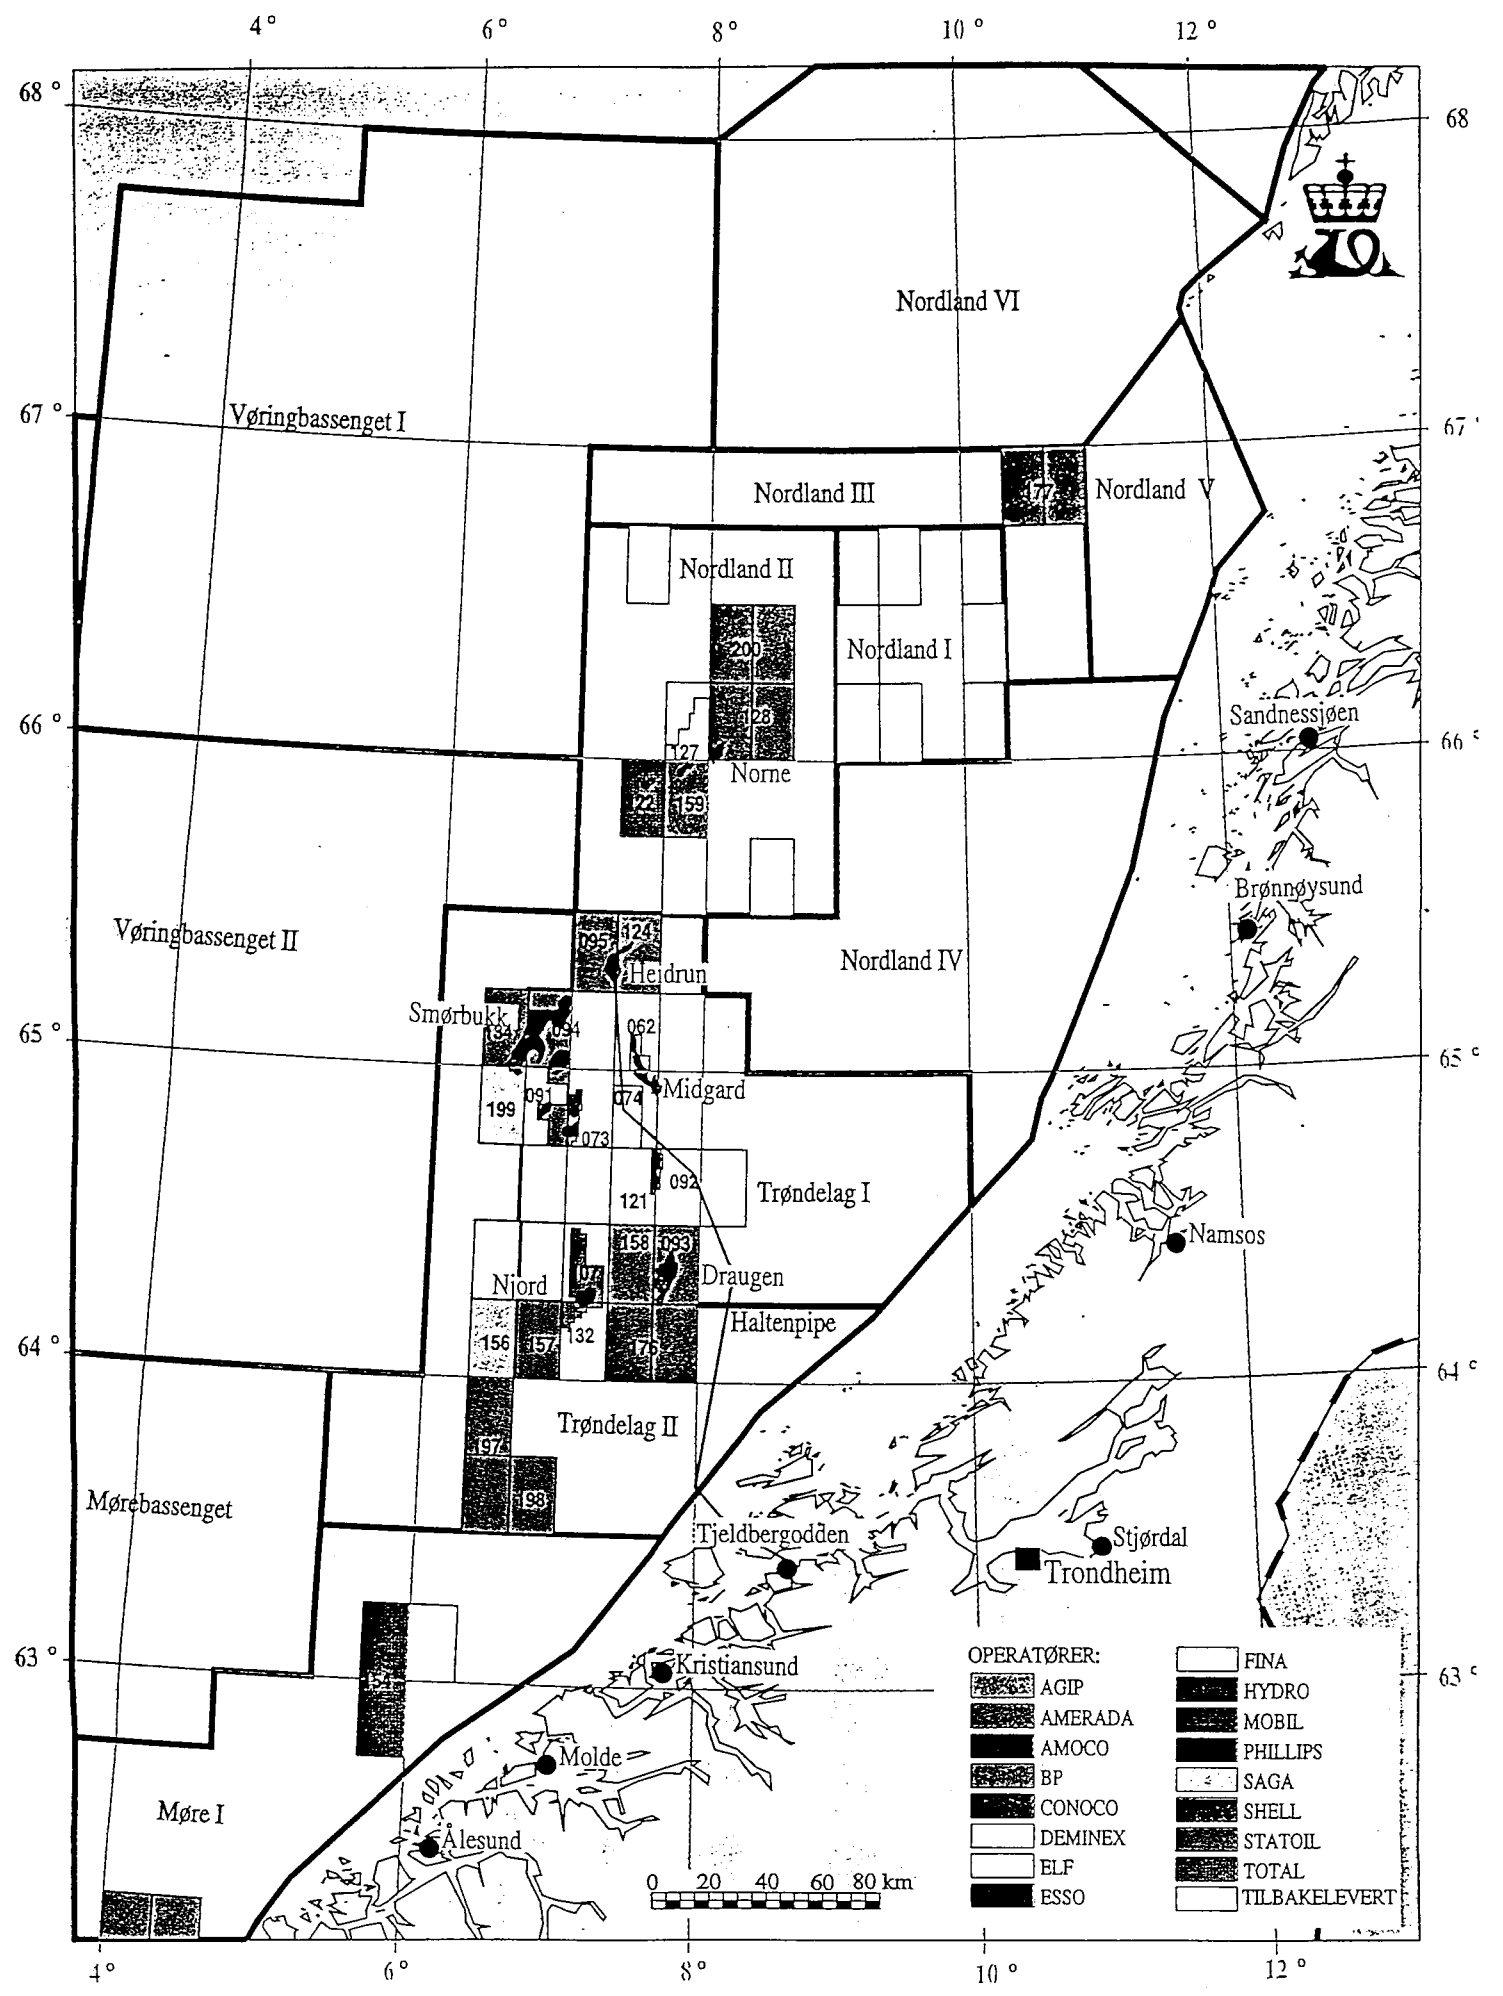 4° 6° 8° 10° 12°
68° 68
Nordland VI
67° 67°
Vøringbassenget I
177
Nordland III
Nordland V
Nordland II
200
Nordland I
128
66° 66°
Sandnessjøen
127
Norne
22 159
Brønnøysund
Vøringbassenget II
095 124
Heidrun
Nordland IV
Smørbukk
134 094
062
65° 65°
Midgard
199 091 074
073
121 092
Trøndelag I
Namsos
158 093
Njord 07
Draugen
Haltenpipe
156 157 132 176
64° 64°
Trøndelag II
197
198
Mørebassenget
Tjeldbergodden
Stjørdal
Trondheim
63° 63°
Kristiansund
Molde
Møre I
Ålesund
0 20 40 60 80 km
OPERATØRER:
AGIP
AMERADA
AMOCO
BP
CONOCO
DEMINEX
ELF
ESSO
FINA
HYDRO
MOBIL
PHILLIPS
SAGA
SHELL
STATOIL
TOTAL
TILBAKELEVERT
4° 6° 8° 10° 12°